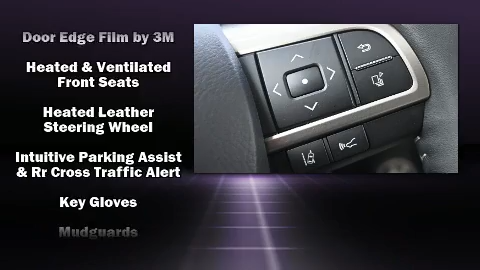 Door Edge Film by 3M
Heated & Ventilated
Front Seats
Heated Leather
Steering Wheel
Intuitive Parking Assist
& Rr Cross Traffic Alert
Key Gloves
Mudguards